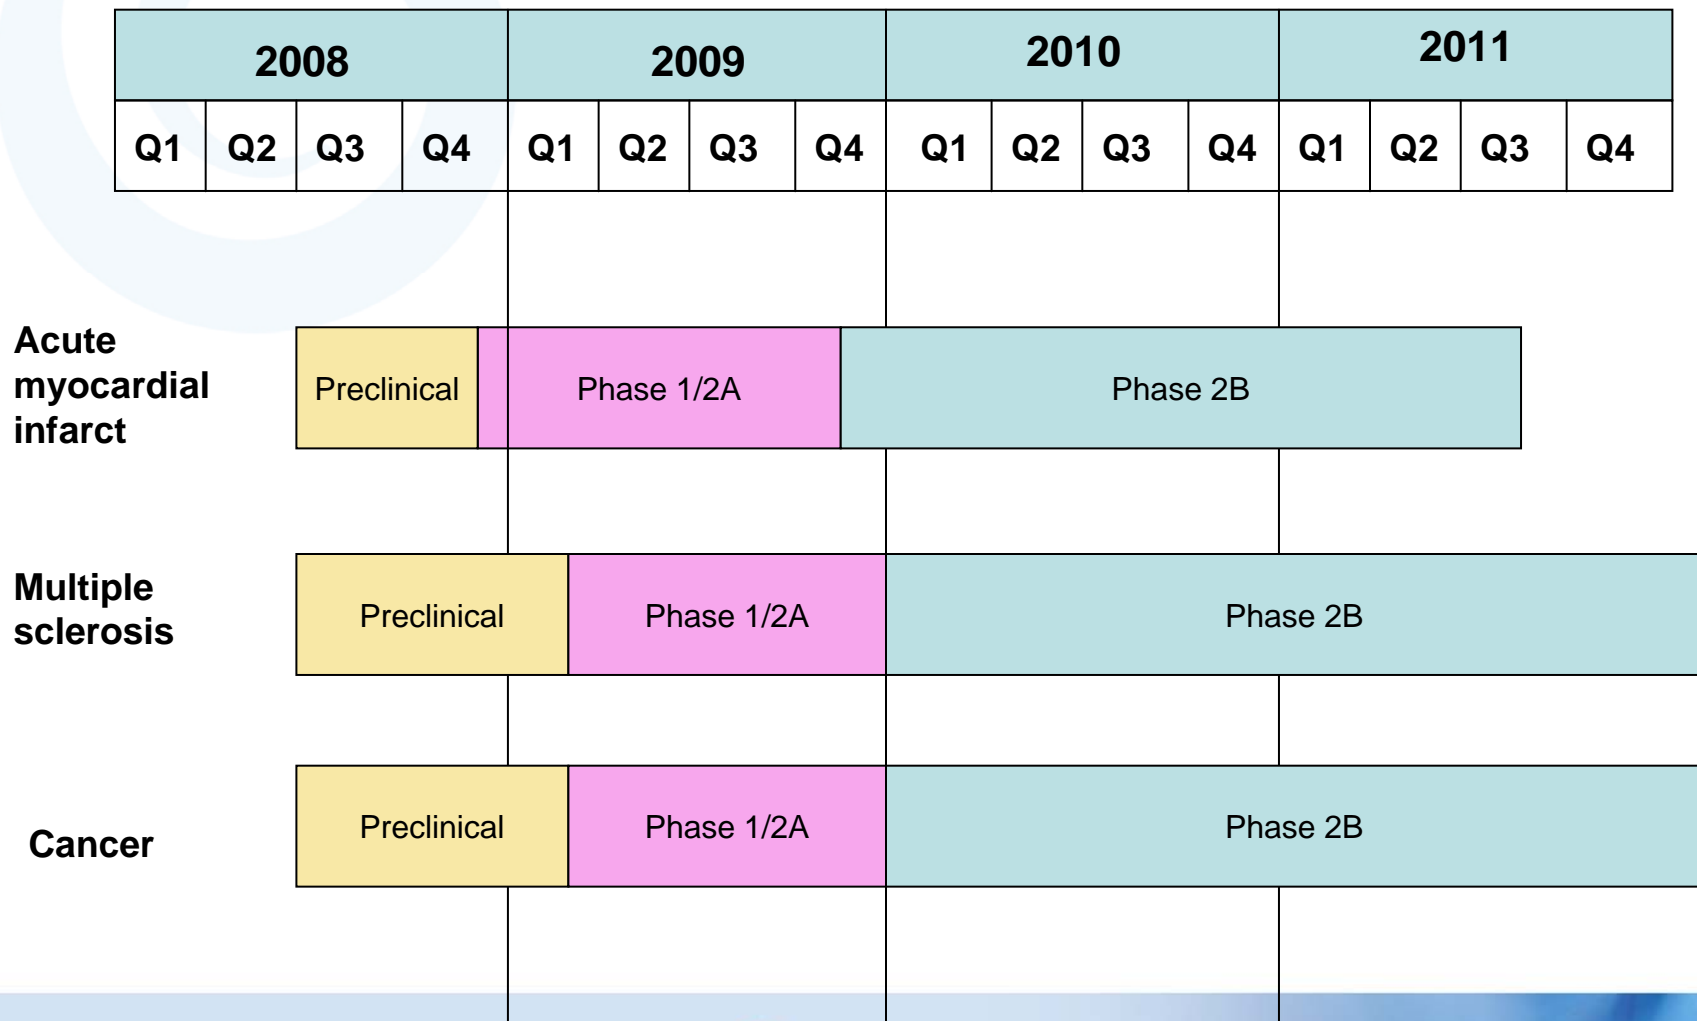 2008 2009 2010 2011
Q1 Q2 Q3 Q4 Q1 Q2 Q3 Q4 Q1 Q2 Q3 Q4 Q1 Q2 Q3 Q4
Acute
myocardial
infarct
Preclinical Phase 1/2A Phase 2B
Multiple
sclerosis
Preclinical Phase 1/2A Phase 2B
Cancer
Preclinical Phase 1/2A Phase 2B